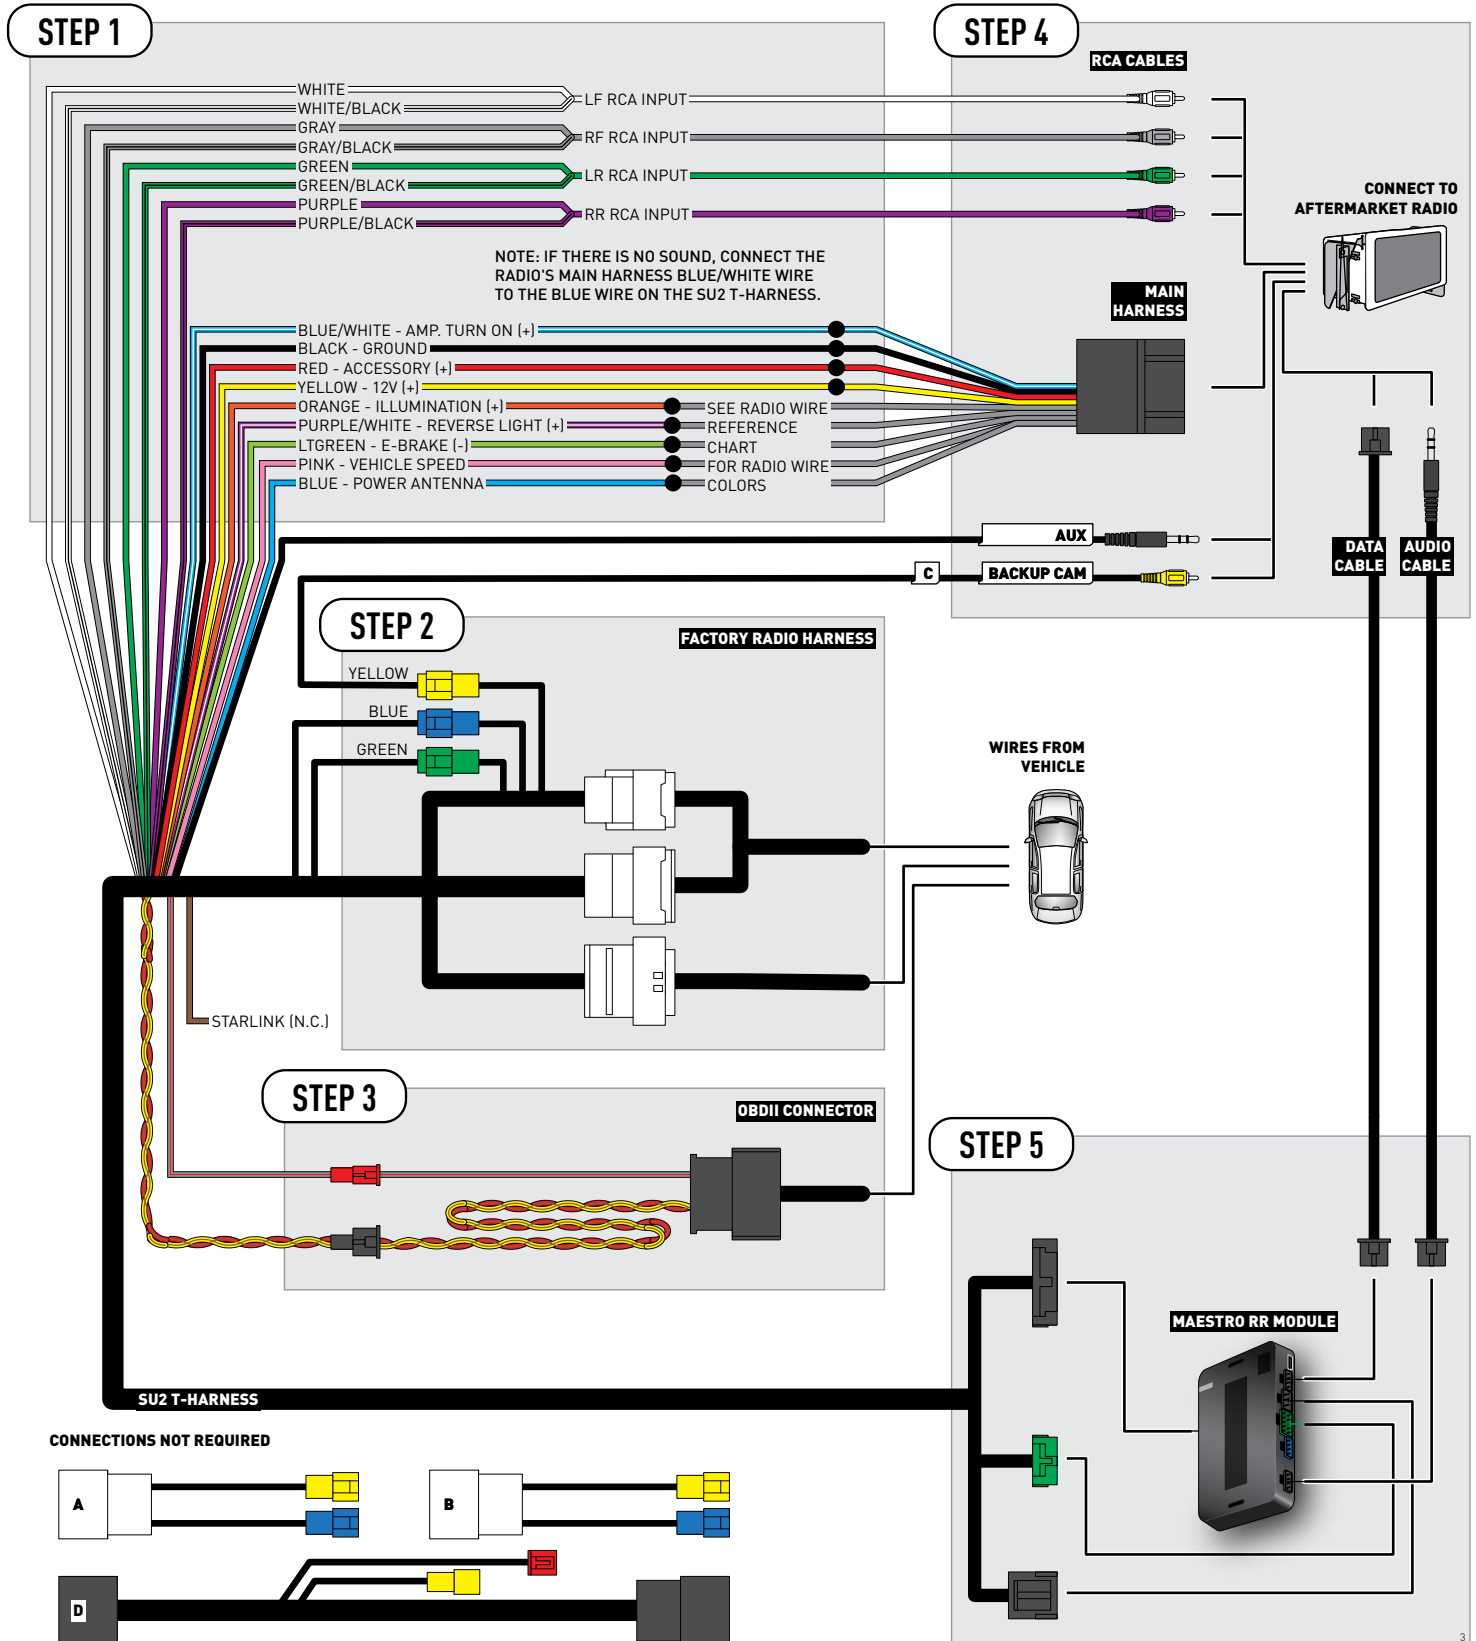 STEP 1
WHITE
WHITE/BLACK
LF RCA INPUT
GRAY
GRAY/BLACK
RF RCA INPUT
GREEN
GREEN/BLACK
LR RCA INPUT
PURPLE
PURPLE/BLACK
RR RCA INPUT
NOTE: IF THERE IS NO SOUND, CONNECT THE
RADIO'S MAIN HARNESS BLUE/WHITE WIRE
TO THE BLUE WIRE ON THE SU2 T-HARNESS.
BLUE/WHITE - AMP. TURN ON (+)
BLACK - GROUND
RED - ACCESSORY (+)
YELLOW - 12V (+)
ORANGE - ILLUMINATION (+)
PURPLE/WHITE - REVERSE LIGHT (+)
LTGREEN - E-BRAKE (-)
PINK - VEHICLE SPEED
BLUE - POWER ANTENNA
SEE RADIO WIRE
REFERENCE
CHART
FOR RADIO WIRE
COLORS
STEP 4
RCA CABLES
CONNECT TO
AFTERMARKET RADIO
MAIN
HARNESS
AUX
C
BACKUP CAM
DATA
CABLE
AUDIO
CABLE
STEP 2
FACTORY RADIO HARNESS
YELLOW
BLUE
GREEN
WIRES FROM
VEHICLE
STARLINK (N.C.)
STEP 3
OBDII CONNECTOR
STEP 5
MAESTRO RR MODULE
SU2 T-HARNESS
CONNECTIONS NOT REQUIRED
A
B
D
3